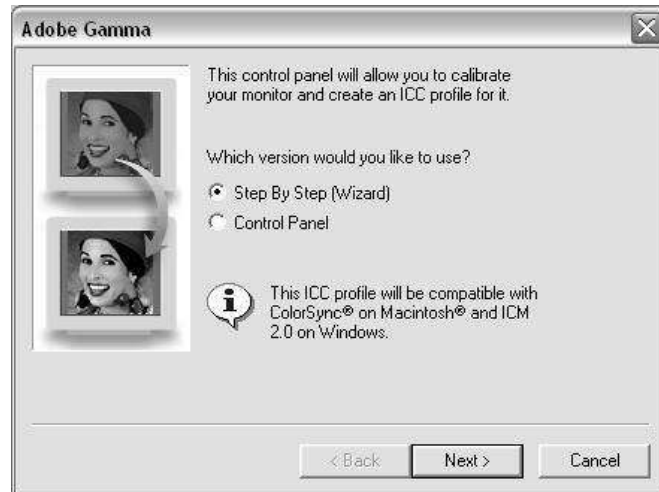 Adobe Gamma
This control panel will allow you to calibrate
your monitor and create an ICC profile for it.
Which version would you like to use?
Step By Step (Wizard)
Control Panel
This ICC profile will be compatible with
ColorSync® on Macintosh® and ICM
2.0 on Windows.
< Back
Next >
Cancel